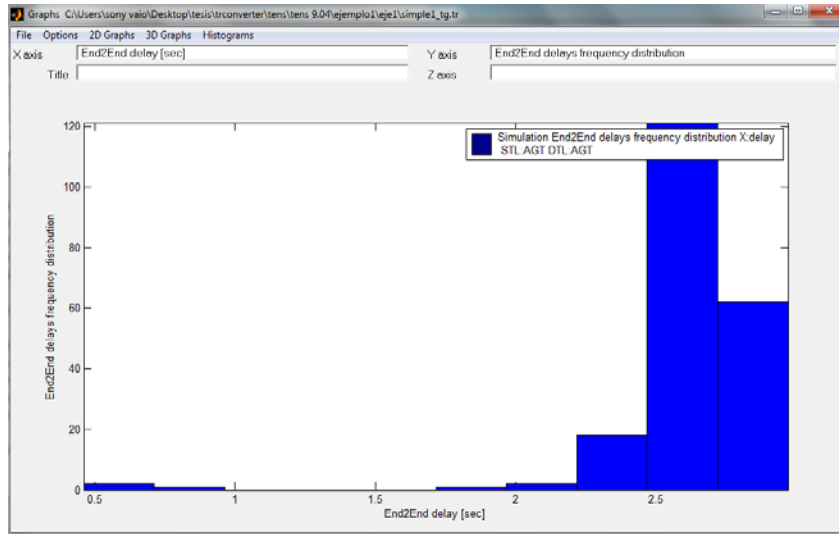 Graphs C:\Users\sony vaio\Desktop\tesis\trconverter\tens\tens 9.04\ejemplo1\eje1\simple1_tg.tr
File Options 2D Graphs 3D Graphs Histograms
X axis End2End delay [sec] Y axis End2End delays frequency distribution
Title Z axis
Simulation End2End delays frequency distribution X:delay
STL:AGT DTL:AGT
120
100
80
60
40
20
0
End2End delays frequency distribution
0.5 1 1.5 2 2.5
End2End delay [sec]